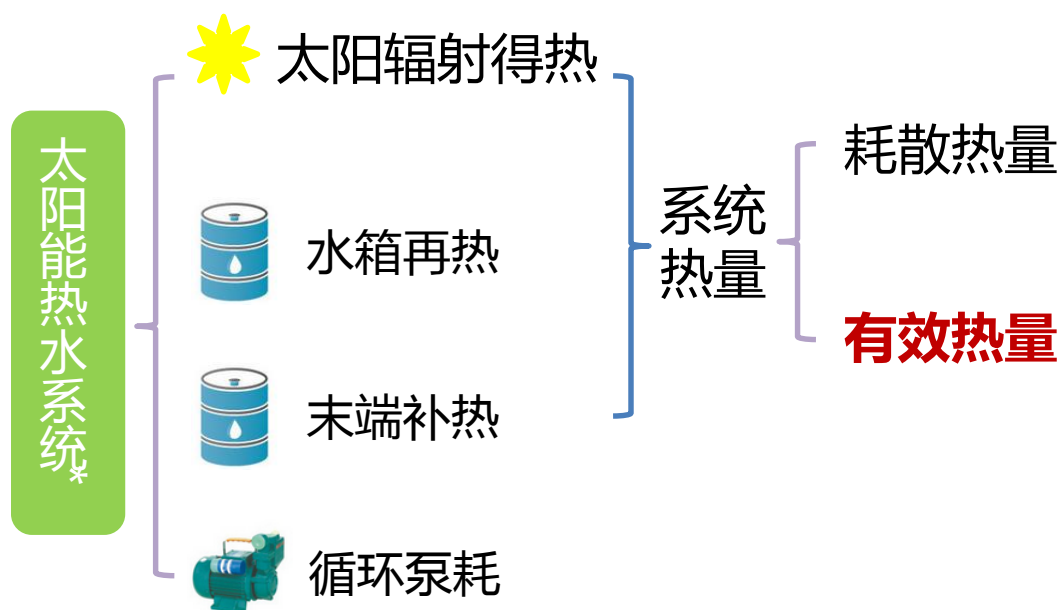 太阳能热水系统*
太阳辐射得热
水箱再热
末端补热
循环泵耗
系统
热量
耗散热量
有效热量